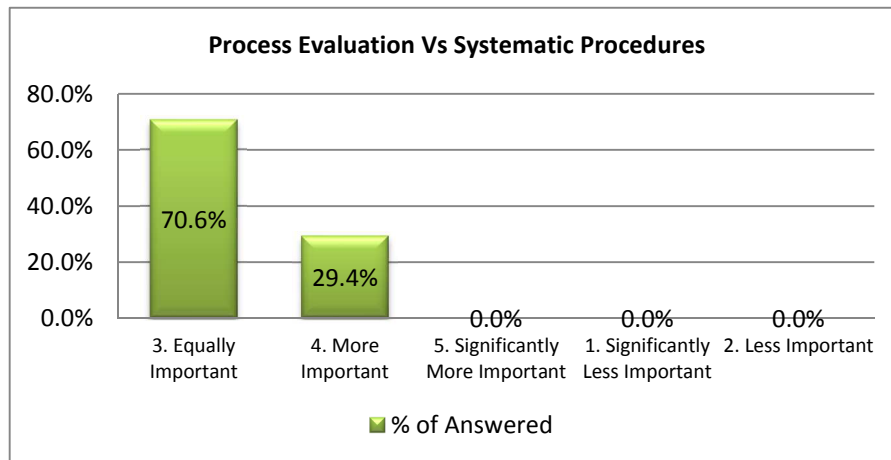 Process Evaluation Vs Systematic Procedures
80.0%
60.0%
40.0%
20.0%
0.0%
70.6%
29.4%
0.0%
0.0%
0.0%
3. Equally
Important
4. More
Important
5. Significantly
More Important
1. Significantly
Less Important
2. Less Important
% of Answered